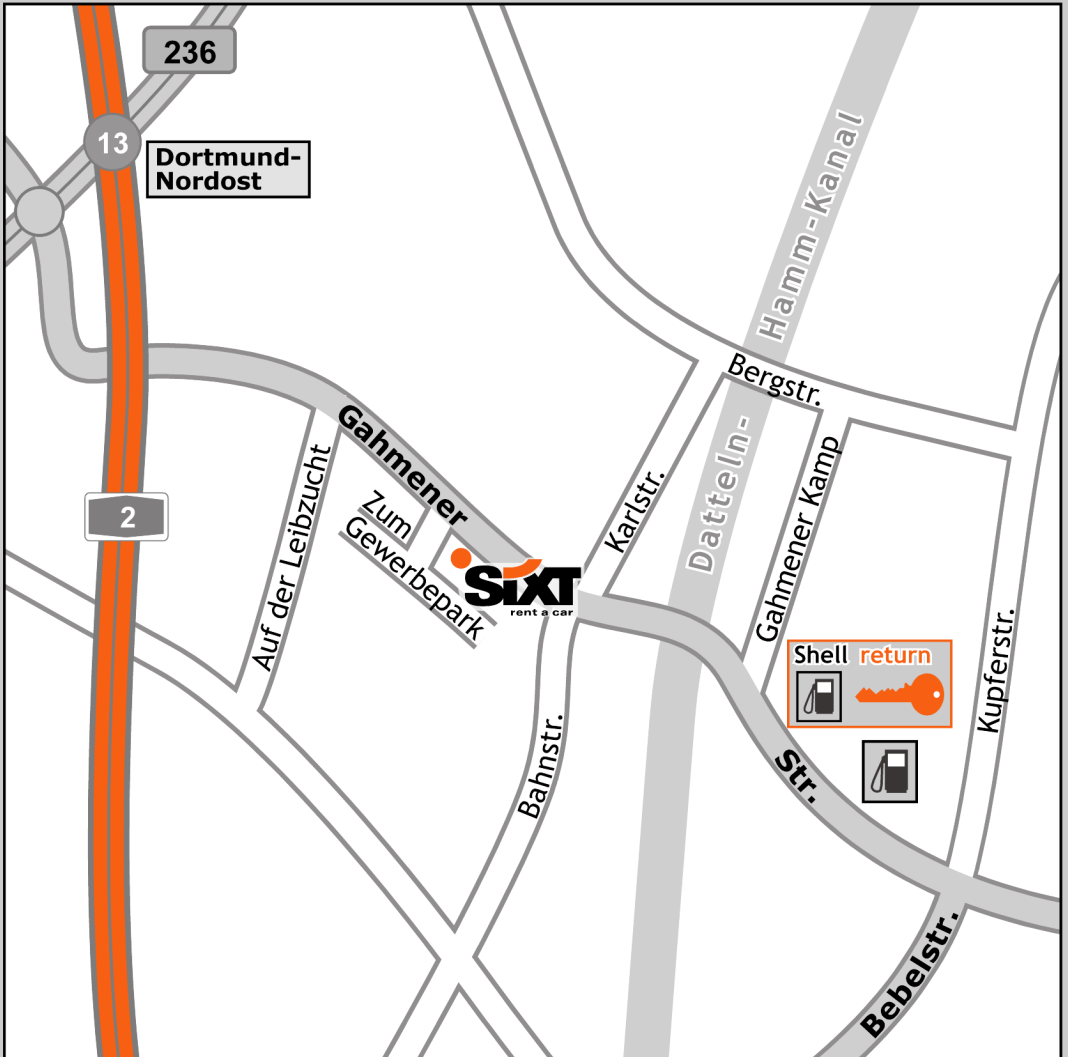 236
13
Dortmund-
Nordost
Hamm-Kanal
Bergstr.
Gahmener
Datteln-
Gahmener Kamp
Karlstr.
Auf der Leibzucht
Zum
Gewerbepark
2
SIXT
rent a car
Shell return
Kupferstr.
Bahnstr.
Str.
Bebelstr.